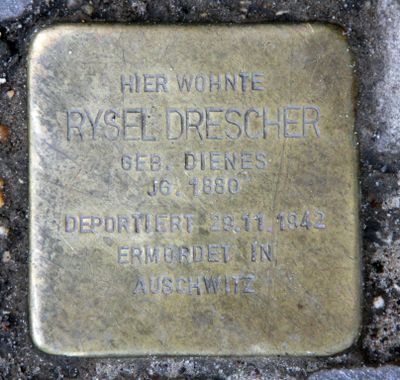 HIER WOHNTE
RYSEL DRESCHER
GEB. DIENES
JG. 1880
DEPORTIERT 29.11.1942
ERMORDET IN
AUSCHWITZ